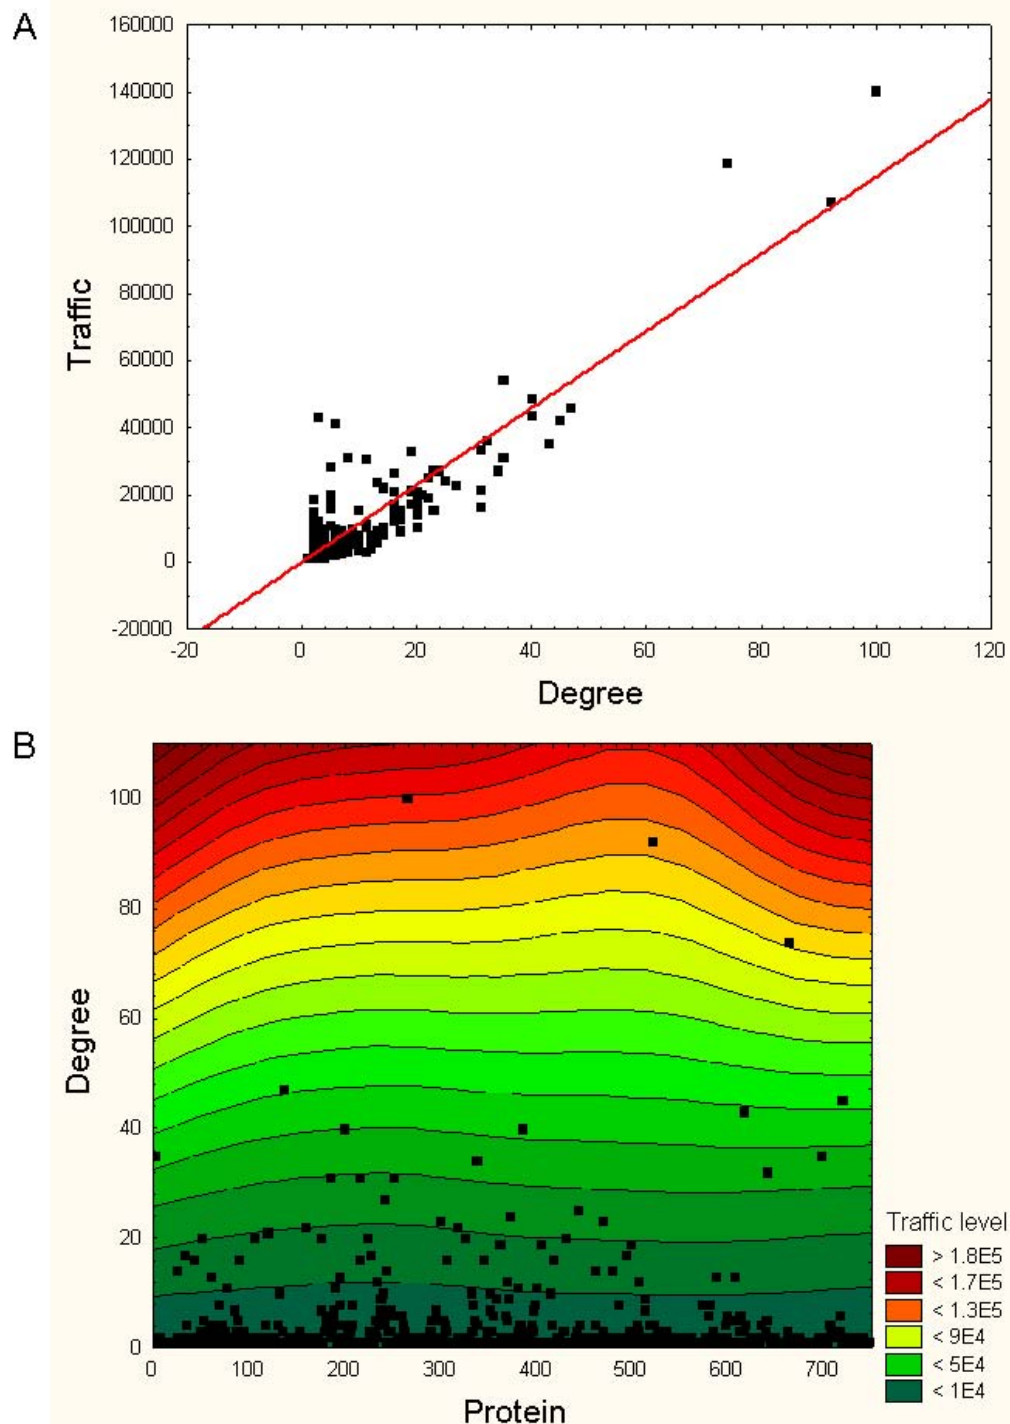 A
160000
140000
120000
100000
80000
60000
40000
20000
0
-20000
Traffic
-20 0 20 40 60 80 100 120
Degree
B
100
80
60
40
20
0
Degree
0 100 200 300 400 500 600 700
Protein
Traffic level
> 1.8E5
< 1.7E5
< 1.3E5
< 9E4
< 5E4
< 1E4